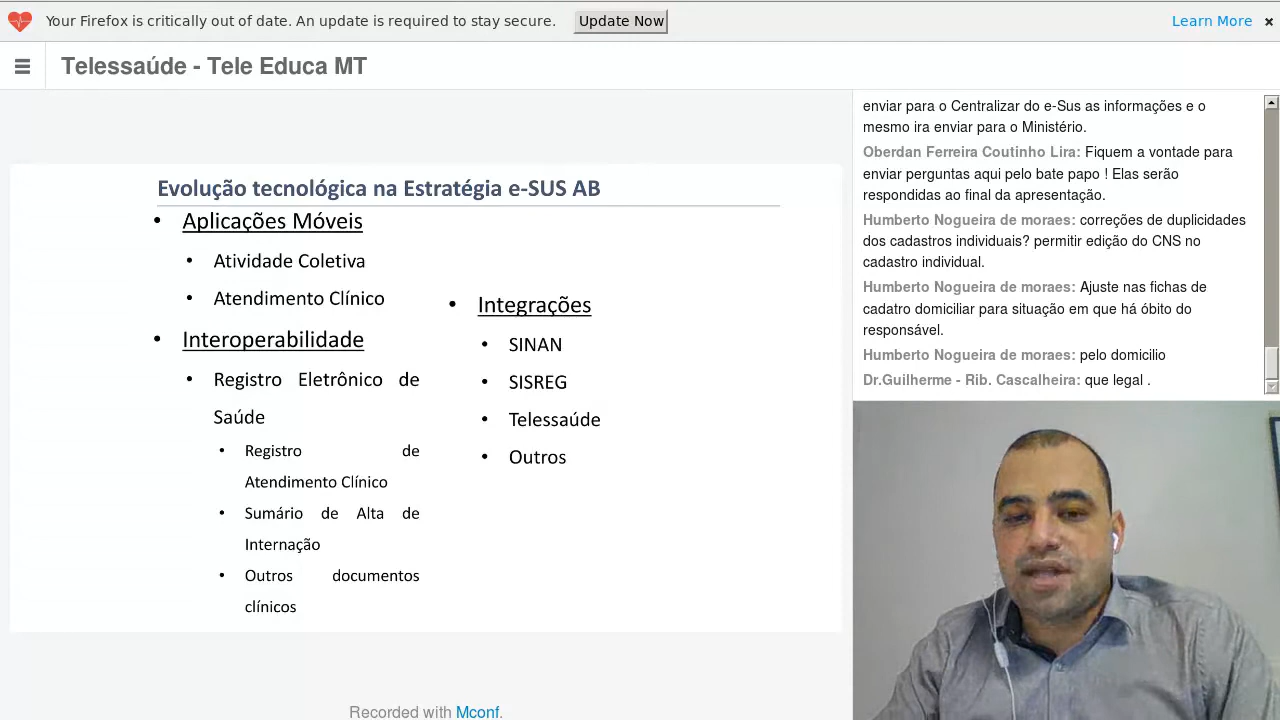 Your Firefox is critically out of date. An update is required to stay secure.
Update Now
Learn More
Telessaúde - Tele Educa MT
Evolução tecnológica na Estratégia e-SUS AB
• Aplicações Móveis
• Atividade Coletiva
• Atendimento Clínico
• Interoperabilidade
• Registro Eletrônico de
Saúde
• Registro de
Atendimento Clínico
• Sumário de Alta de
Internação
• Outros documentos
clínicos
• Integrações
• SINAN
• SISREG
• Telessaúde
• Outros
enviar para o Centralizar do e-Sus as informações e o
mesmo ira enviar para o Ministério.
Oberdan Ferreira Coutinho Lira: Fiquem a vontade para
enviar perguntas aqui pelo bate papo ! Elas serão
respondidas ao final da apresentação.
Humberto Nogueira de moraes: correções de duplicidades
dos cadastros individuais? permitir edição do CNS no
cadastro individual.
Humberto Nogueira de moraes: Ajuste nas fichas de
cadatro domiciliar para situação em que há óbito do
responsável.
Humberto Nogueira de moraes: pelo domicilio
Dr.Guilherme - Rib. Cascalheira: que legal .
Recorded with Mconf.